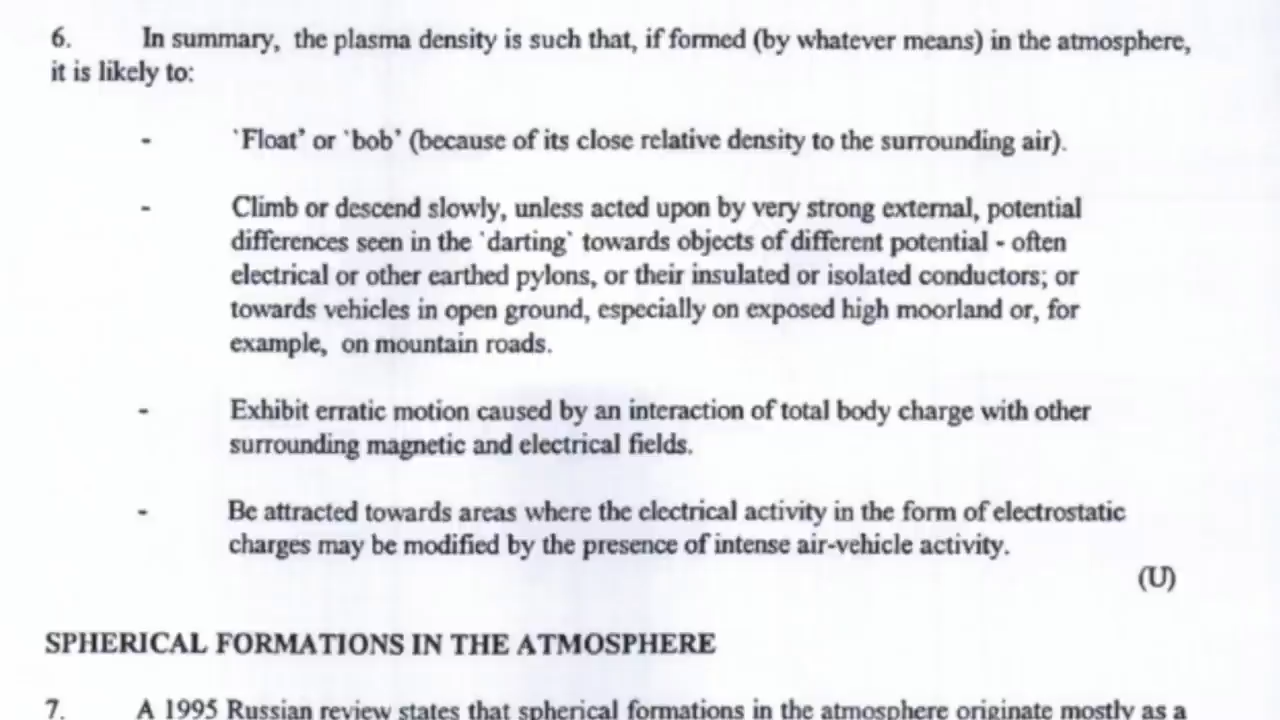 6. In summary, the plasma density is such that, if formed (by whatever means) in the atmosphere,
it is likely to:
- `Float' or `bob' (because of its close relative density to the surrounding air).
- Climb or descend slowly, unless acted upon by very strong external, potential
differences seen in the `darting` towards objects of different potential - often
electrical or other earthed pylons, or their insulated or isolated conductors; or
towards vehicles in open ground, especially on exposed high moorland or, for
example, on mountain roads.
- Exhibit erratic motion caused by an interaction of total body charge with other
surrounding magnetic and electrical fields.
- Be attracted towards areas where the electrical activity in the form of electrostatic
charges may be modified by the presence of intense air-vehicle activity.
(U)
SPHERICAL FORMATIONS IN THE ATMOSPHERE
7. A 1995 Russian review states that spherical formations in the atmosphere originate mostly as a